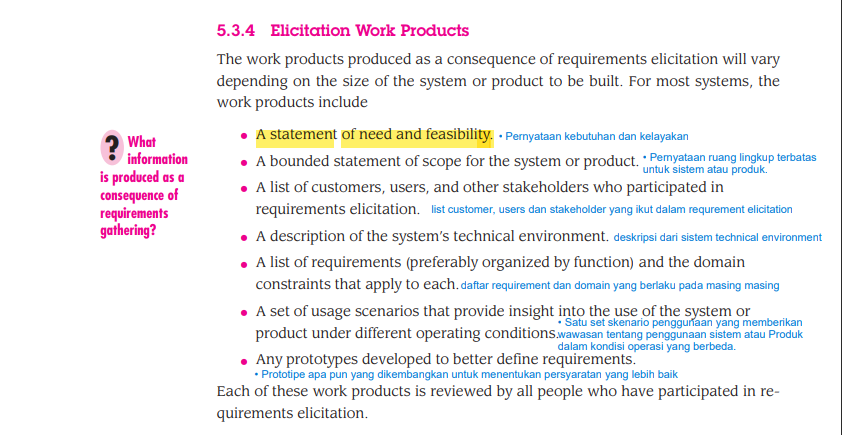 5.3.4 Elicitation Work Products
The work products produced as a consequence of requirements elicitation will vary
depending on the size of the system or product to be built. For most systems, the
work products include
? What
information
is produced as a
consequence of
requirements
gathering?
• A statement of need and feasibility. • Pernyataan kebutuhan dan kelayakan
• A bounded statement of scope for the system or product. • Pernyataan ruang lingkup terbatas
untuk sistem atau produk.
• A list of customers, users, and other stakeholders who participated in
requirements elicitation. list customer, users dan stakeholder yang ikut dalam requrement elicitation
• A description of the system's technical environment. deskripsi dari sistem technical environment
• A list of requirements (preferably organized by function) and the domain
constraints that apply to each. daftar requirement dan domain yang berlaku pada masing masing
• A set of usage scenarios that provide insight into the use of the system or
product under different operating conditions.
• Satu set skenario penggunaan yang memberikan
wawasan tentang penggunaan sistem atau Produk
dalam kondisi operasi yang berbeda.
• Any prototypes developed to better define requirements.
• Prototipe apa pun yang dikembangkan untuk menentukan persyaratan yang lebih baik
Each of these work products is reviewed by all people who have participated in re-
quirements elicitation.